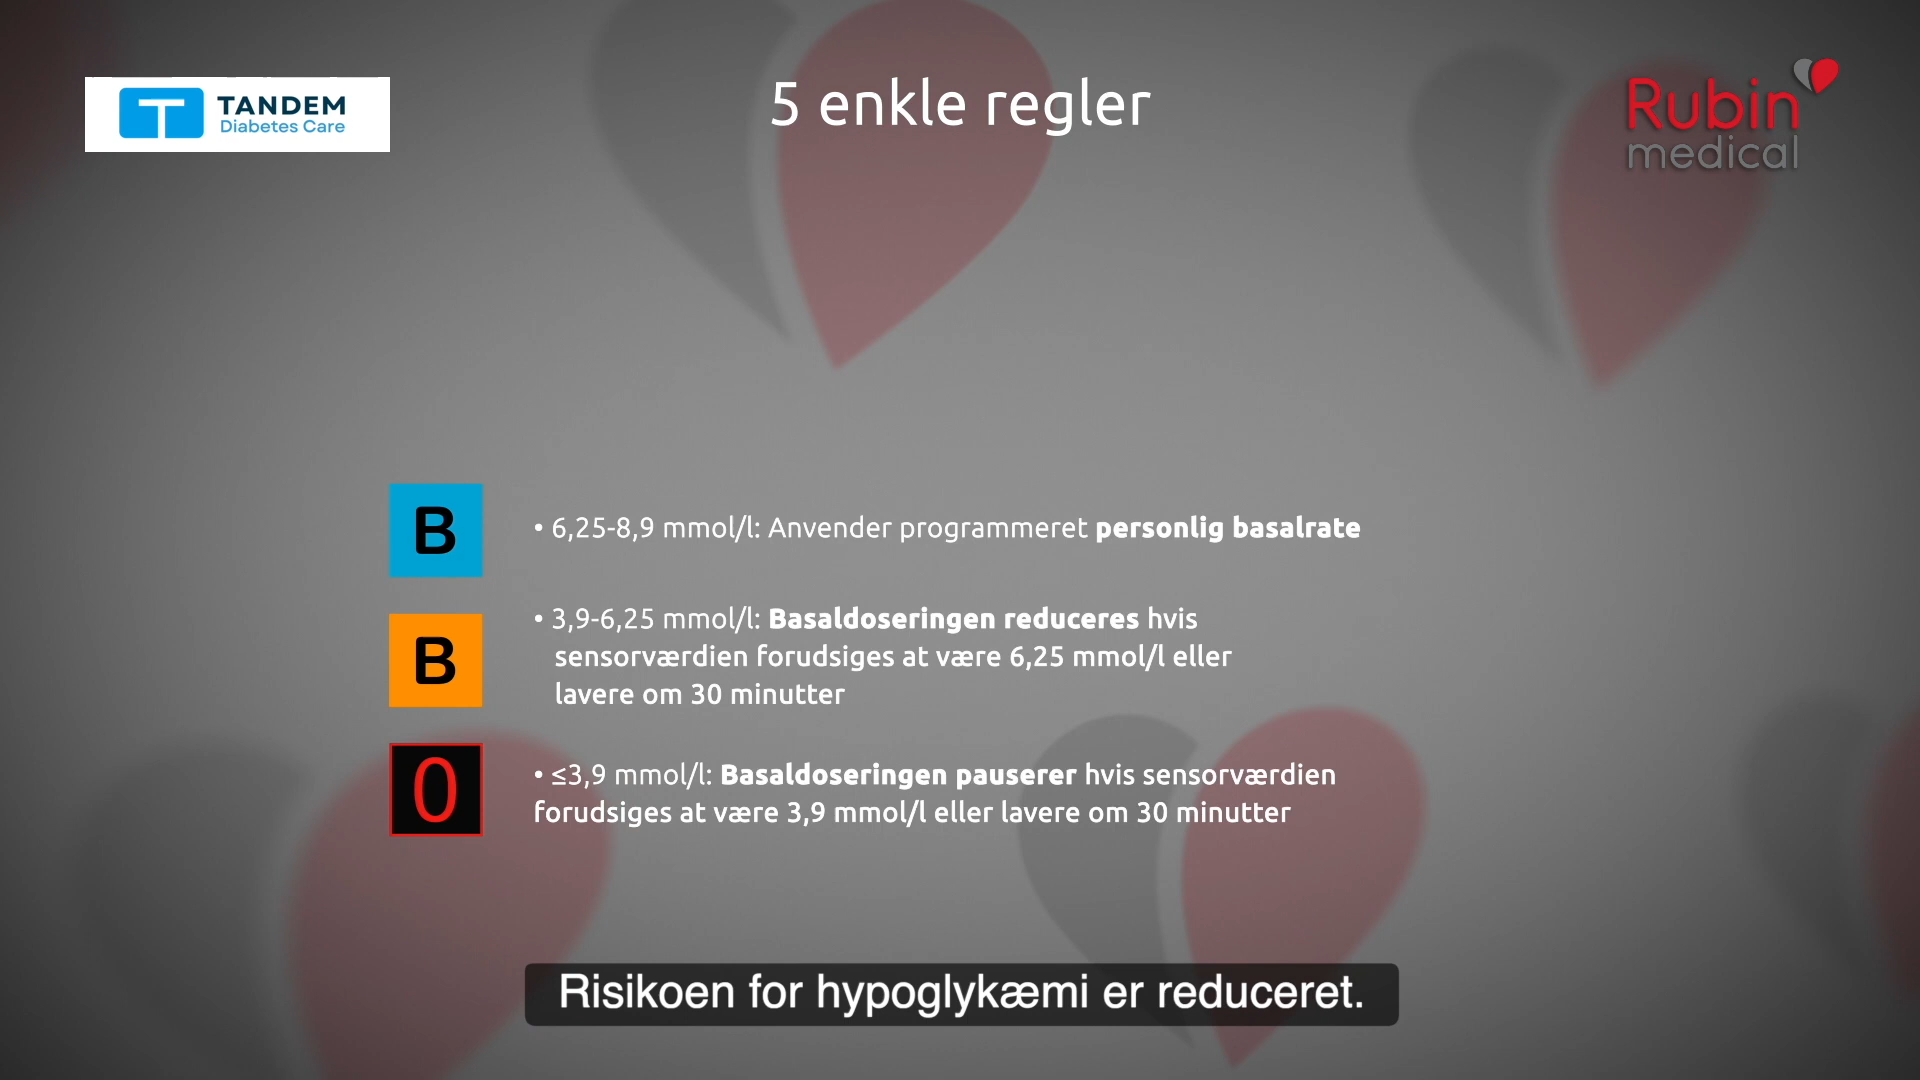 TANDEM
Diabetes Care
5 enkle regler
Rubin
medical
B
• 6,25-8,9 mmol/l: Anvender programmeret personlig basalrate
B
• 3,9-6,25 mmol/l: Basaldoseringen reduceres hvis
sensorværdien forudsiges at være 6,25 mmol/l eller
lavere om 30 minutter
0
• ≤3,9 mmol/l: Basaldoseringen pauserer hvis sensorværdien
forudsiges at være 3,9 mmol/l eller lavere om 30 minutter
Risikoen for hypoglykæmi er reduceret.